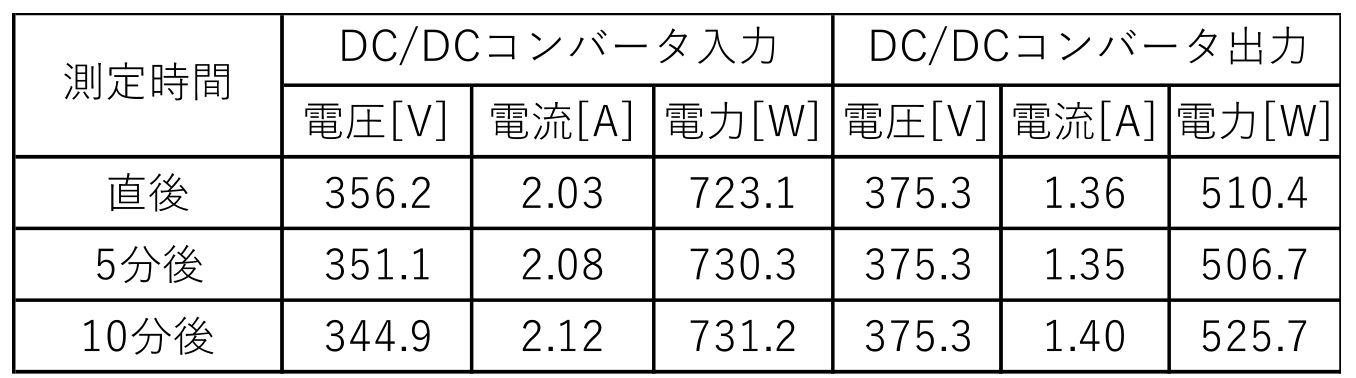 測定時間 DC/DCコンバータ入力 DC/DCコンバータ出力
電圧[V] 電流[A] 電力[W] 電圧[V] 電流[A] 電力[W]
直後 356.2 2.03 723.1 375.3 1.36 510.4
5分後 351.1 2.08 730.3 375.3 1.35 506.7
10分後 344.9 2.12 731.2 375.3 1.40 525.7